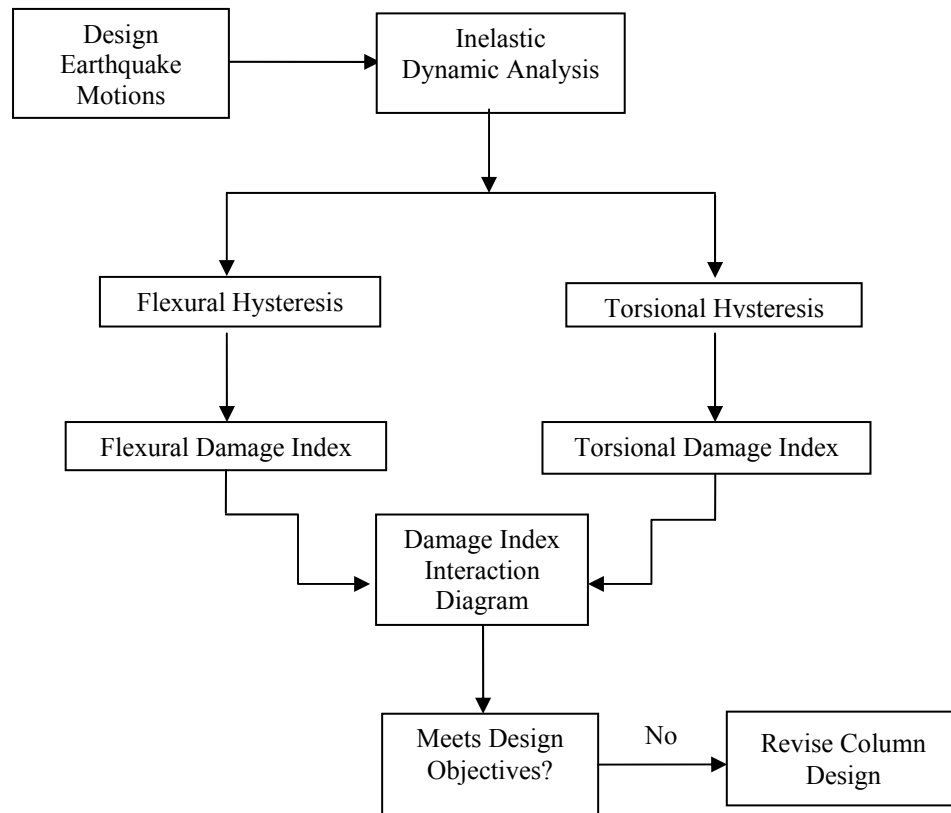 Design
Earthquake
Motions
Inelastic
Dynamic Analysis
Flexural Hysteresis
Torsional Hvsteresis
Flexural Damage Index
Torsional Damage Index
Damage Index
Interaction
Diagram
Meets Design
Objectives?
No
Revise Column
Design